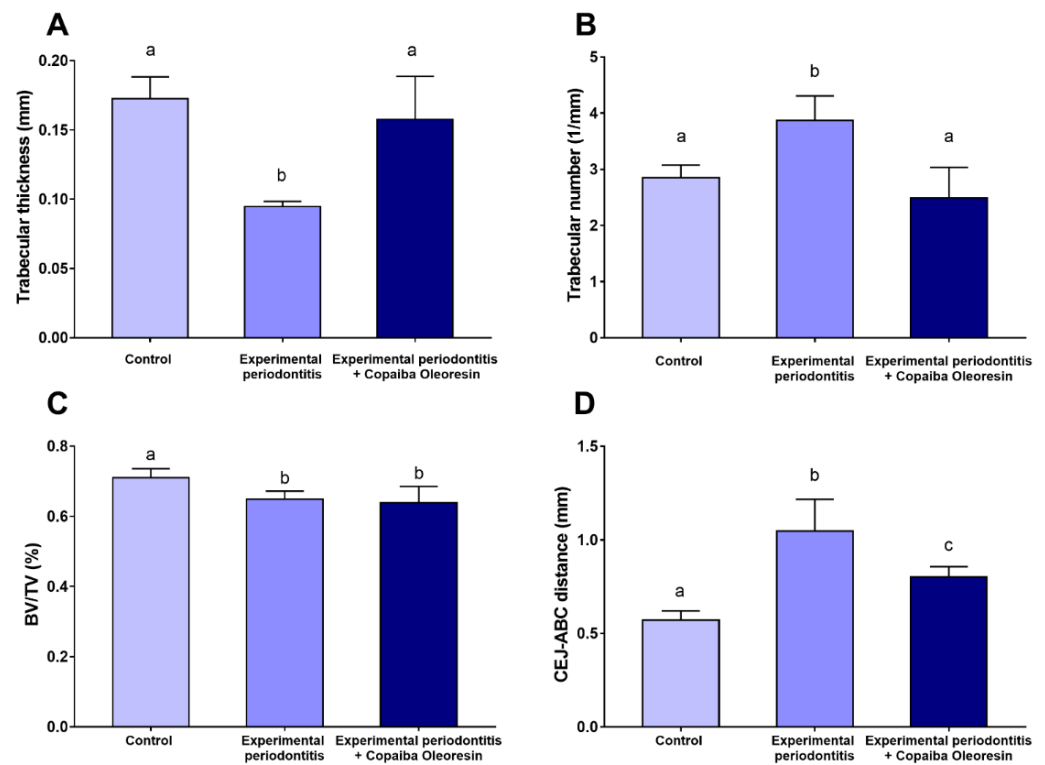 A
Trabecular thickness (mm)
0.20
0.15
0.10
0.05
0.00
a
b
a
Control
Experimental
periodontitis
Experimental periodontitis
+ Copaiba Oleoresin
B
Trabecular number (1/mm)
5
4
3
2
1
0
a
b
a
Control
Experimental
periodontitis
Experimental periodontitis
+ Copaiba Oleoresin
C
BV/TV (%)
0.8
0.6
0.4
0.2
0.0
a
b
b
Control
Experimental
periodontitis
Experimental periodontitis
+ Copaiba Oleoresin
D
CEJ-ABC distance (mm)
1.5
1.0
0.5
0.0
a
b
c
Control
Experimental
periodontitis
Experimental periodontitis
+ Copaiba Oleoresin